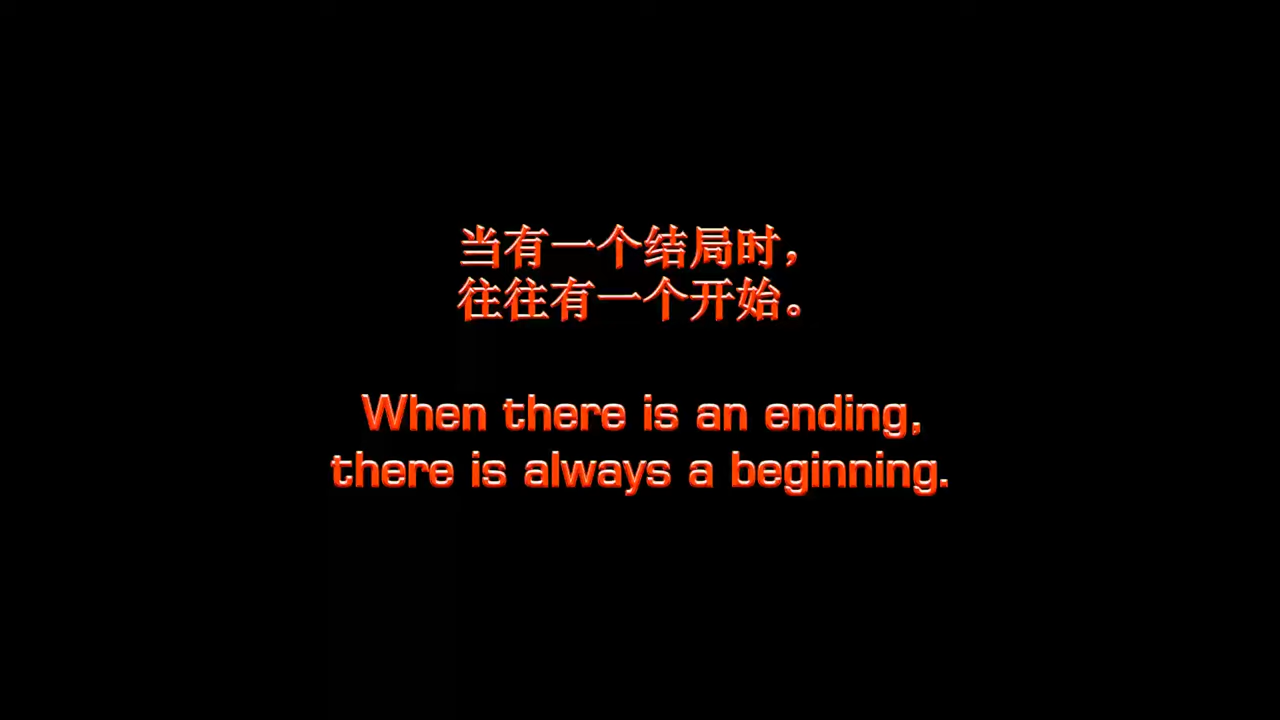 当有一个结局时，
往往有一个开始。
When there is an ending,
there is always a beginning.